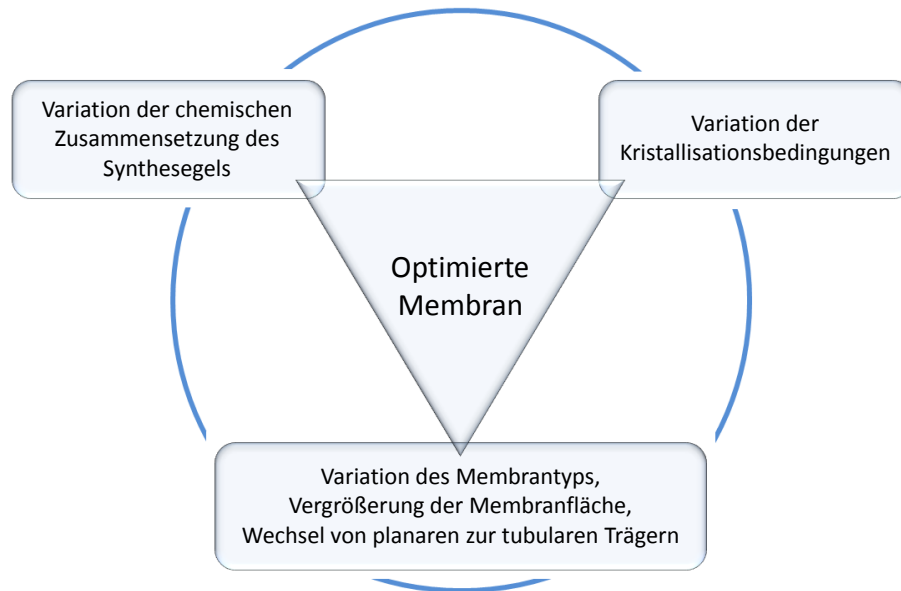 Variation der chemischen
Zusammensetzung des
Synthesegels
Variation der
Kristallisationsbedingungen
Optimierte
Membran
Variation des Membrantyps,
Vergrößerung der Membranfläche,
Wechsel von planaren zur tubularen Trägern